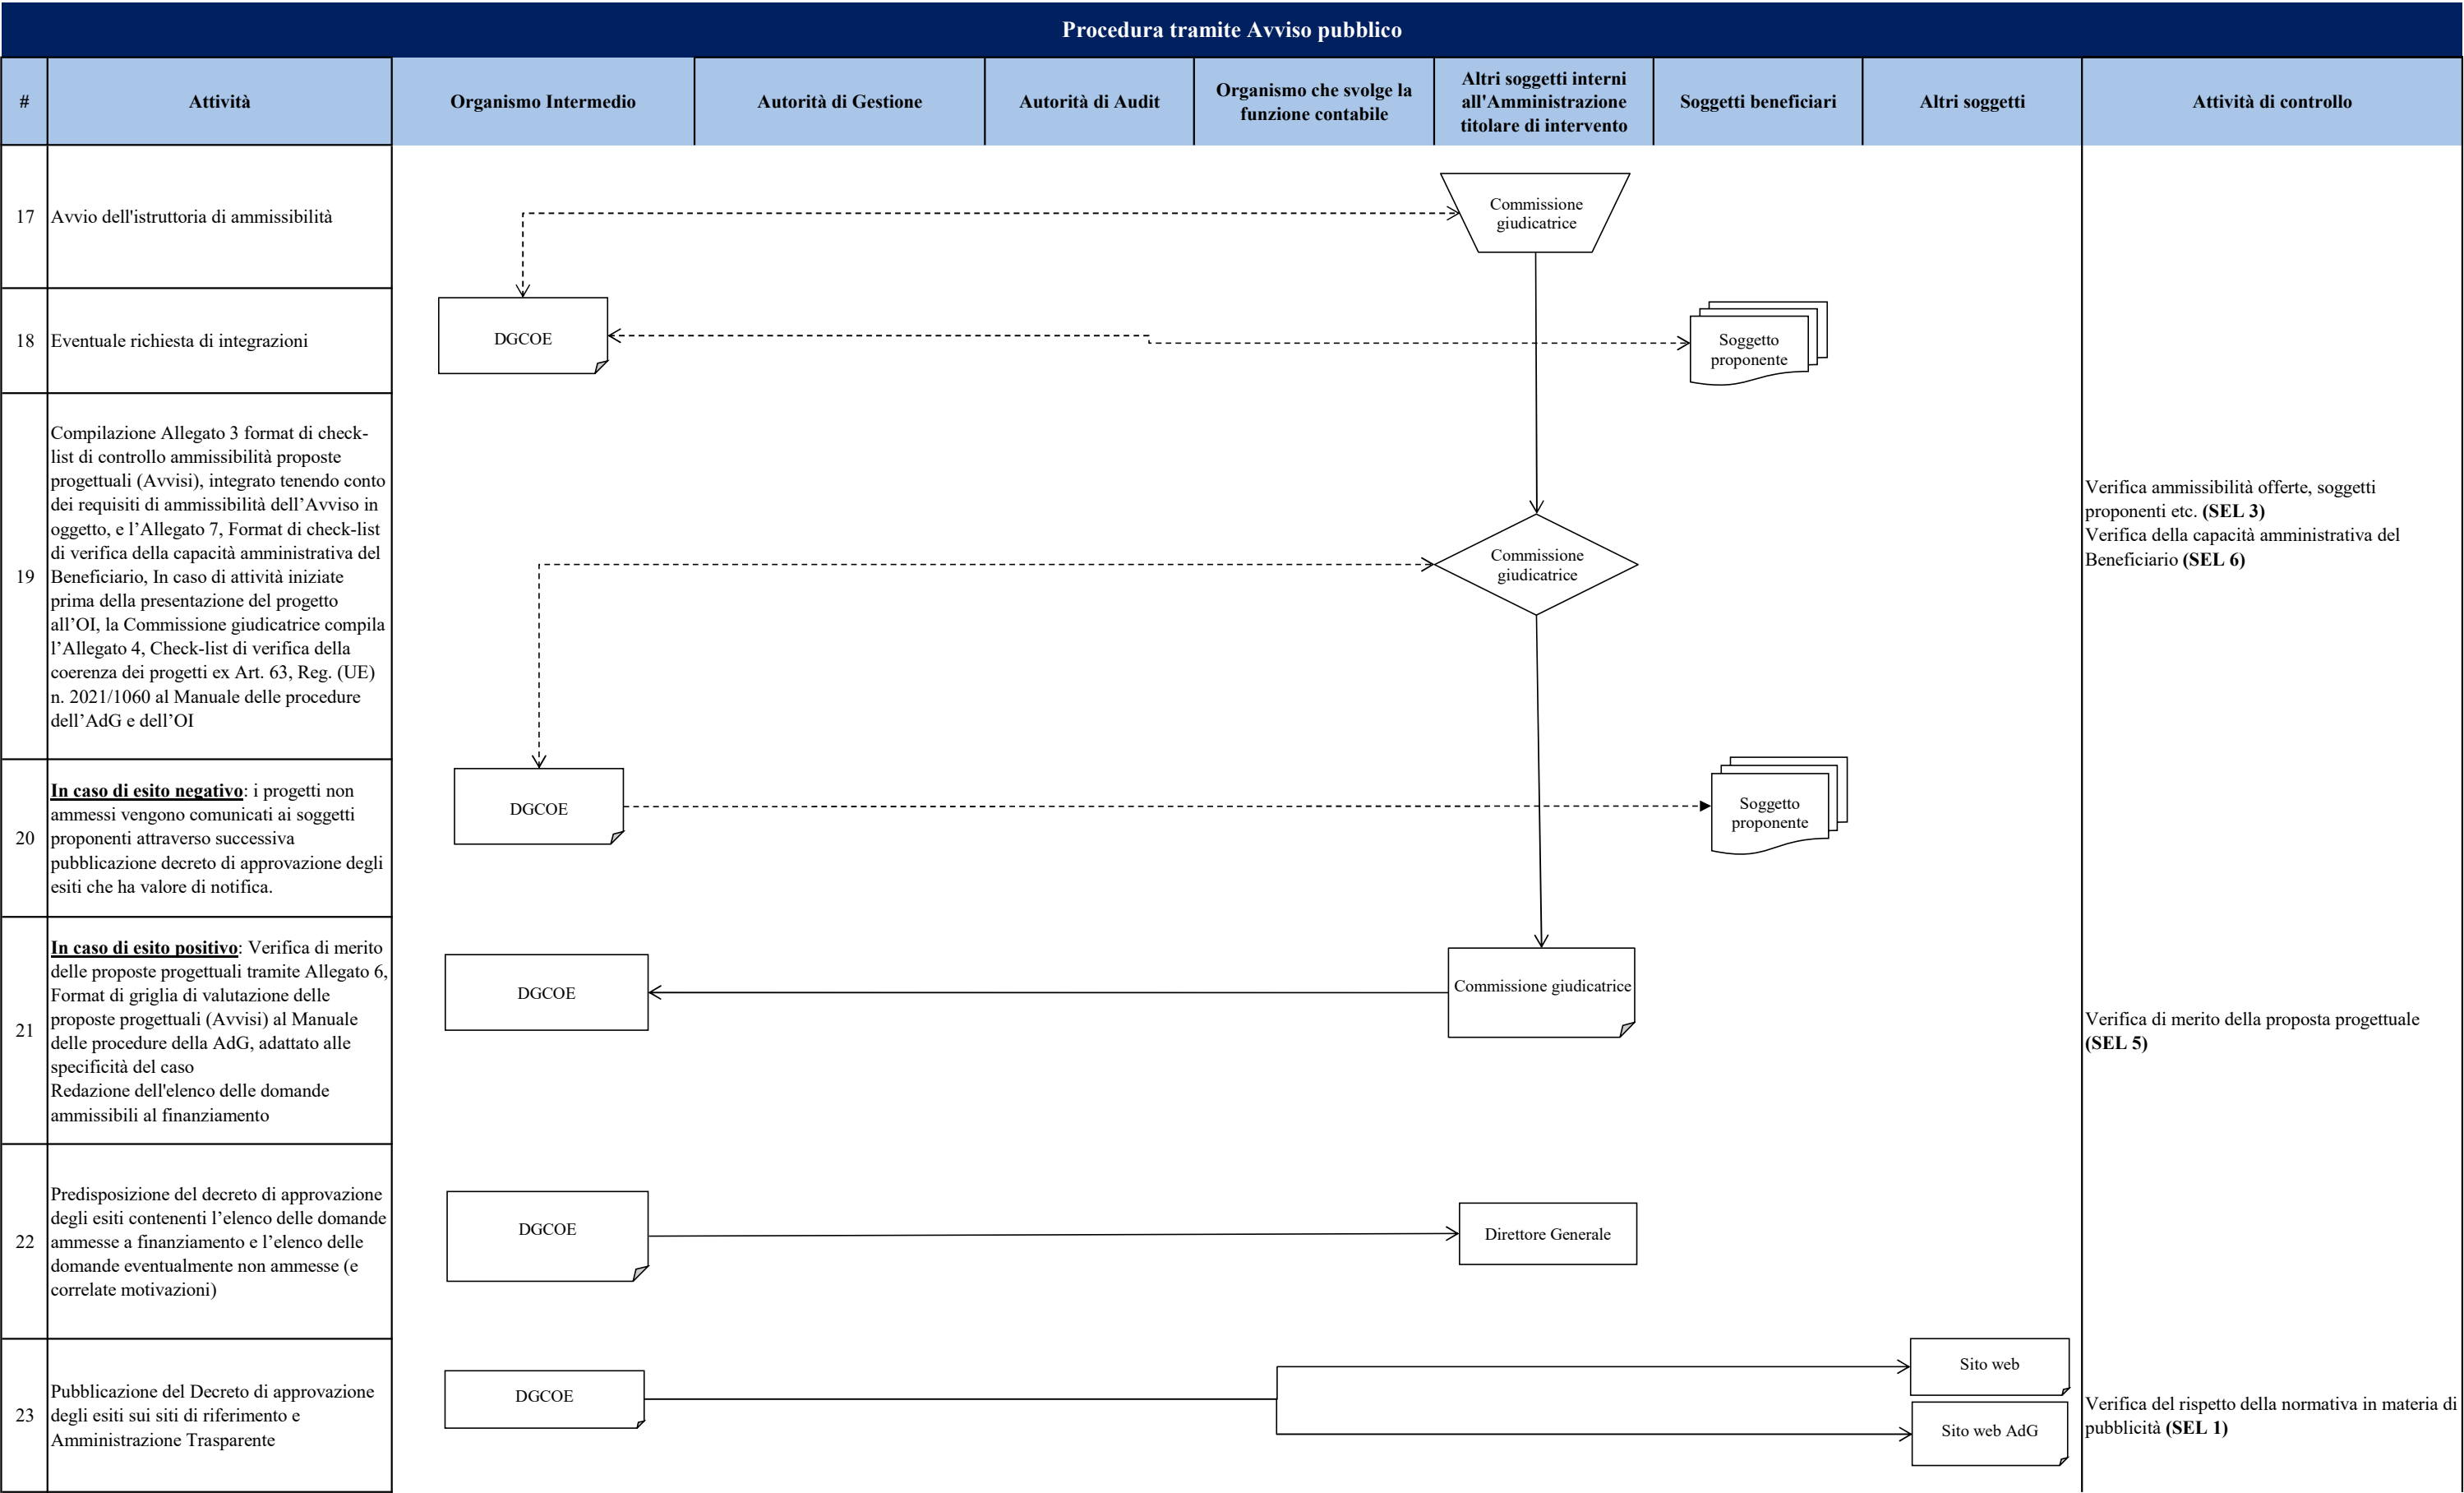 Procedura tramite Avviso pubblico
#
Attività
Organismo Intermedio
Autorità di Gestione
Autorità di Audit
Organismo che svolge la
funzione contabile
Altri soggetti interni
all'Amministrazione
titolare di intervento
Soggetti beneficiari
Altri soggetti
Attività di controllo
17
Avvio dell'istruttoria di ammissibilità
Commissione
giudicatrice
18
Eventuale richiesta di integrazioni
DGCOE
Soggetto
proponente
19
Compilazione Allegato 3 format di check-
list di controllo ammissibilità proposte
progettuali (Avvisi), integrato tenendo conto
dei requisiti di ammissibilità dell’Avviso in
oggetto, e l’Allegato 7, Format di check-list
di verifica della capacità amministrativa del
Beneficiario, In caso di attività iniziate
prima della presentazione del progetto
all’OI, la Commissione giudicatrice compila
l’Allegato 4, Check-list di verifica della
coerenza dei progetti ex Art. 63, Reg. (UE)
n. 2021/1060 al Manuale delle procedure
dell’AdG e dell’OI
Commissione
giudicatrice
Verifica ammissibilità offerte, soggetti
proponenti etc. (SEL 3)
Verifica della capacità amministrativa del
Beneficiario (SEL 6)
20
In caso di esito negativo: i progetti non
ammessi vengono comunicati ai soggetti
proponenti attraverso successiva
pubblicazione decreto di approvazione degli
esiti che ha valore di notifica.
DGCOE
Soggetto
proponente
21
In caso di esito positivo: Verifica di merito
delle proposte progettuali tramite Allegato 6,
Format di griglia di valutazione delle
proposte progettuali (Avvisi) al Manuale
delle procedure della AdG, adattato alle
specificità del caso
Redazione dell'elenco delle domande
ammissibili al finanziamento
DGCOE
Commissione giudicatrice
Verifica di merito della proposta progettuale
(SEL 5)
22
Predisposizione del decreto di approvazione
degli esiti contenenti l’elenco delle domande
ammesse a finanziamento e l’elenco delle
domande eventualmente non ammesse (e
correlate motivazioni)
DGCOE
Direttore Generale
23
Pubblicazione del Decreto di approvazione
degli esiti sui siti di riferimento e
Amministrazione Trasparente
DGCOE
Sito web
Sito web AdG
Verifica del rispetto della normativa in materia di
pubblicità (SEL 1)